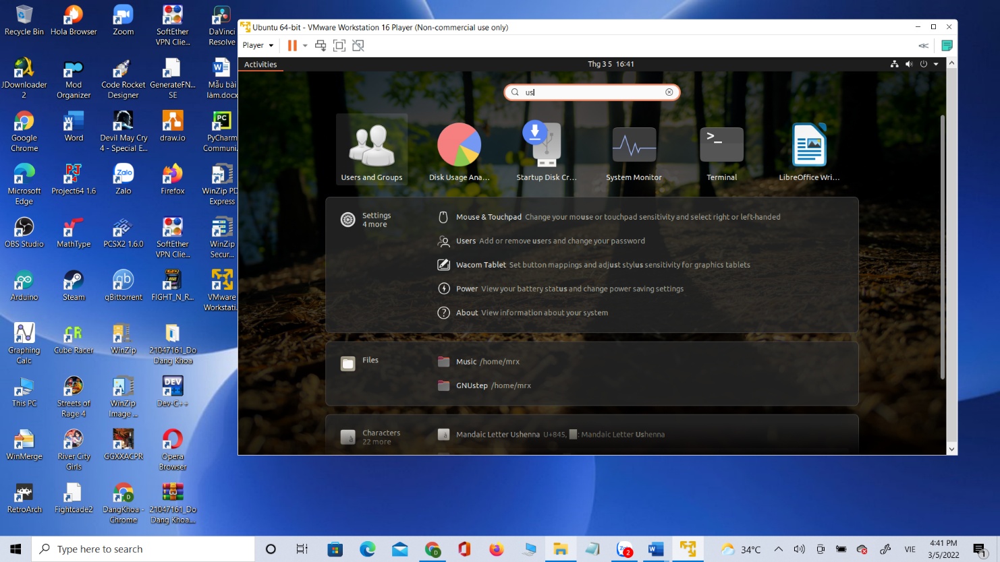 Recycle Bin
Hola Browser
Zoom
SoftEther
VPN Clie...
DaVinci
Resolve
JDownloader
2
Mod
Organizer
Code Rocket
Designer
GenerateFN...
SE
Mẫu bài
làm.docx
Google
Chrome
Word
Devil May Cry
4 - Special E...
draw.io
PyCharm
Communi...
Microsoft
Edge
Project64 1.6
Zalo
Firefox
WinZip PD
Express
OBS Studio
MathType
PCSX2 1.6.0
SoftEther
VPN Clie...
WinZip
Secur...
Arduino
Steam
qBittorrent
FIGHT_N_R...
VMware
Workstati...
Graphing
Calc
Cube Racer
WinZip
21047161_Do
Dang Khoa
This PC
Streets of
Rage 4
WinZip
Image ...
Dev-C++
WinMerge
River City
Girls
GGXXACPR
Opera
Browser
RetroArch
Fightcade2
DangKhoa -
Chrome
21047161_Do
Dang Khoa....
Ubuntu 64-bit - VMware Workstation 16 Player (Non-commercial use only)
Player
Activities
Thg 3 5 16:41
us
Users and Groups
Disk Usage Ana...
Startup Disk Cr...
System Monitor
Terminal
LibreOffice Wri...
Settings
4 more
Mouse & Touchpad Change your mouse or touchpad sensitivity and select right or left-handed
Users Add or remove users and change your password
Wacom Tablet Set button mappings and adjust stylus sensitivity for graphics tablets
Power View your battery status and change power saving settings
About View information about your system
Files
Music /home/mrx
GNUstep /home/mrx
Characters
22 more
Mandaic Letter Ushenna U+845, : Mandaic Letter Ushenna
Type here to search
34°C
VIE
4:41 PM
3/5/2022